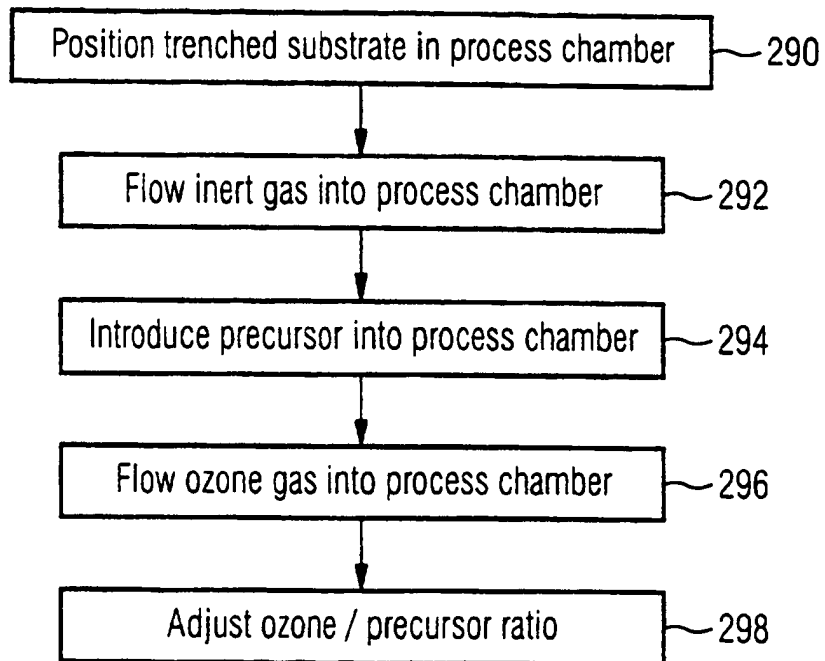 Position trenched substrate in process chamber 290
Flow inert gas into process chamber 292
Introduce precursor into process chamber 294
Flow ozone gas into process chamber 296
Adjust ozone / precursor ratio 298